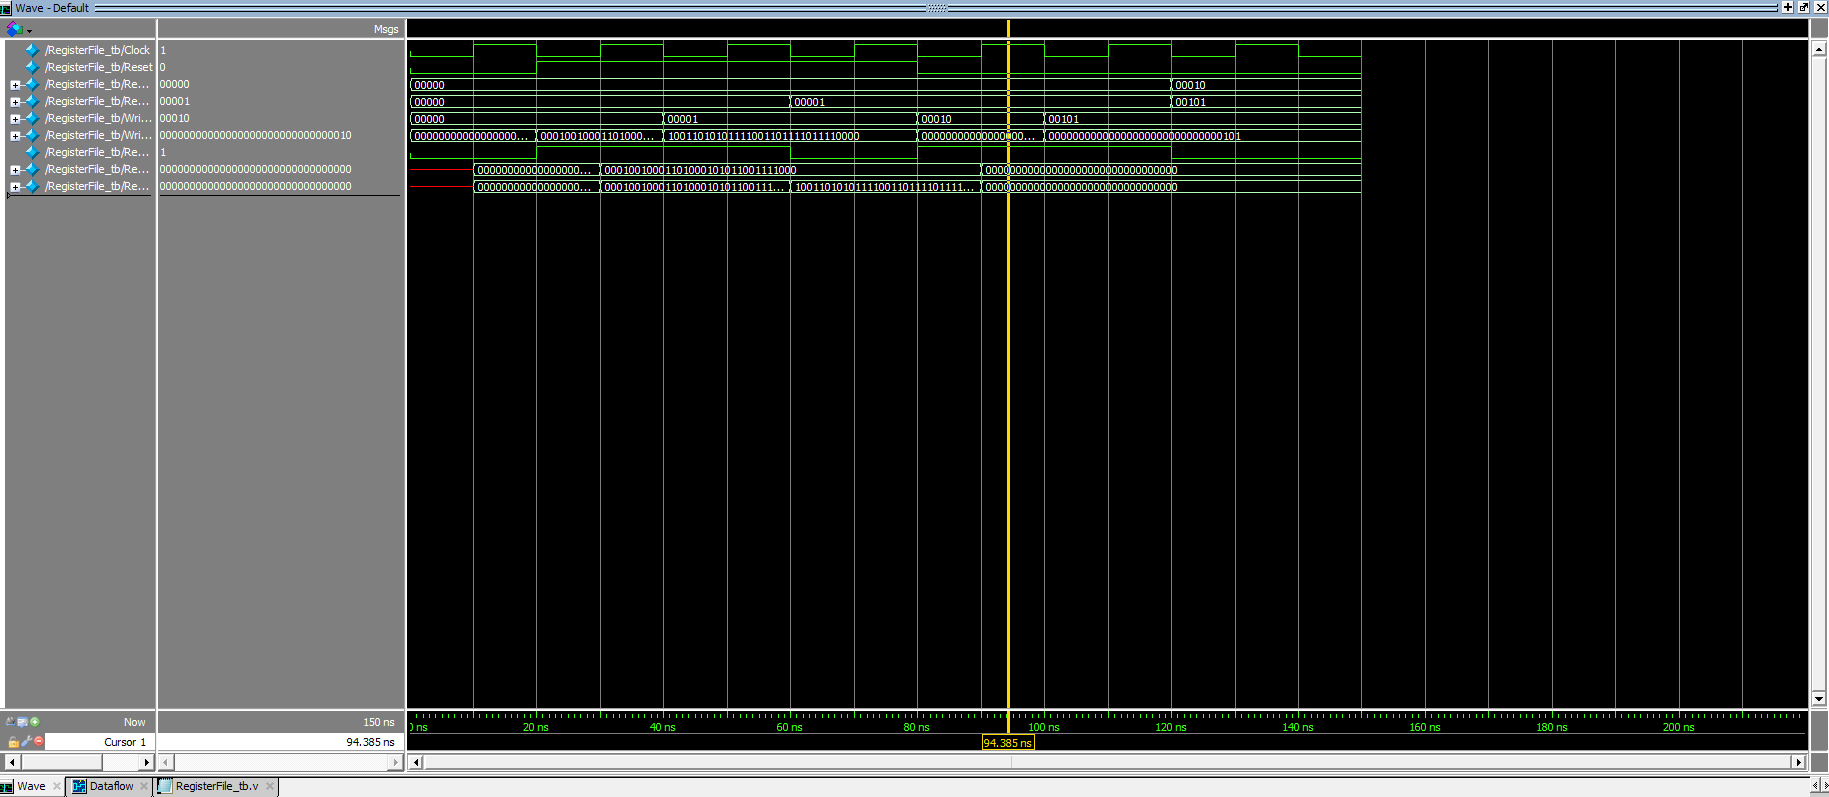 Wave - Default
Msgs
/RegisterFile_tb/Clock 1
/RegisterFile_tb/Reset 0
/RegisterFile_tb/Re... 00000 00000 00010
/RegisterFile_tb/Re... 00001 00000 00001 00101
/RegisterFile_tb/Wri... 00010 00000 00001 00010 00101
/RegisterFile_tb/Wri... 00000000000000000000000000000010 00000000000000000... 00010010001101000... 10011010101111001101111011110000 00000000000000000... 00000000000000000000000000000101
/RegisterFile_tb/Re... 1
/RegisterFile_tb/Re... 00000000000000000000000000000000 00000000000000000... 00010010001101000101011001111000 00000000000000000000000000000000
/RegisterFile_tb/Re... 00000000000000000000000000000000 00000000000000000... 00010010001101000101011001111... 1001101010111100110111101111... 00000000000000000000000000000000
Now 150 ns
Cursor 1 94.385 ns
0 ns 20 ns 40 ns 60 ns 80 ns 100 ns 120 ns 140 ns 160 ns 180 ns 200 ns
94.385 ns
Wave Dataflow RegisterFile_tb.v